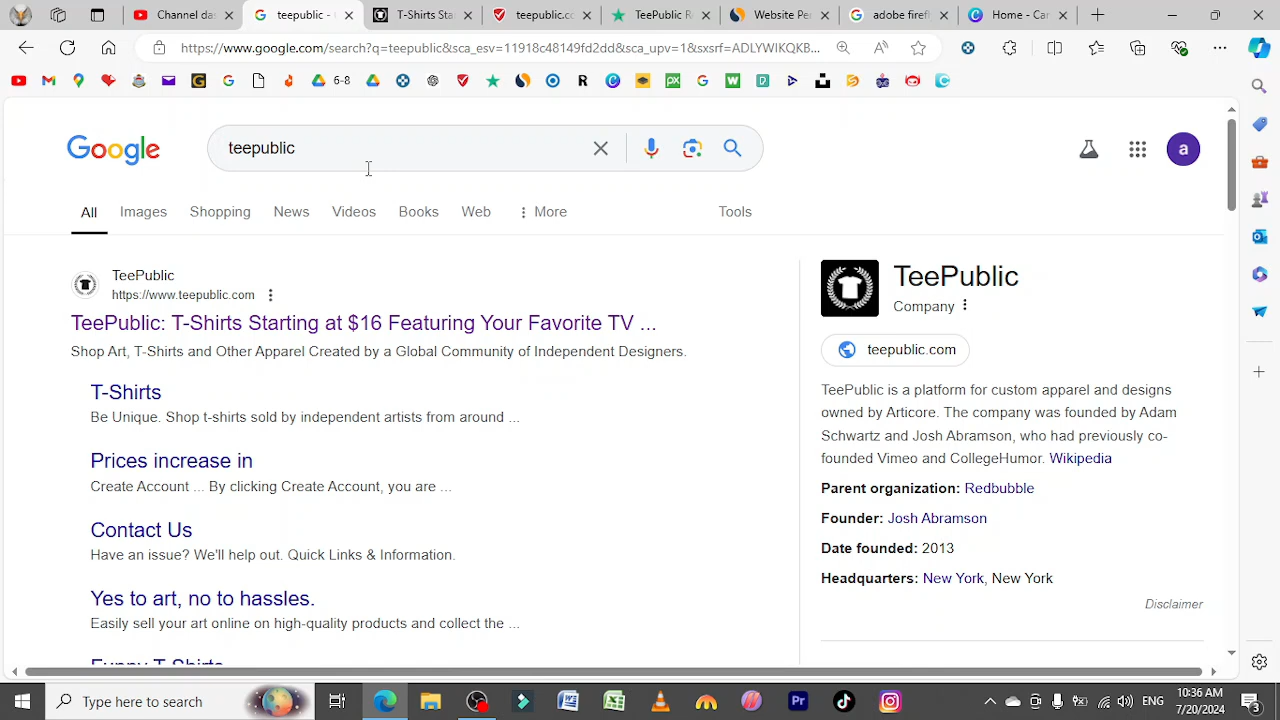 Channel das
teepublic -
T-Shirts Stan
teepublic.co
TeePublic Re
Website Pe
adobe firef
Home - Can
https://www.google.com/search?q=teepublic&sca_esv=11918c48149fd2dd&sca_upv=1&sxsrf=ADLYWIKQKB...
6-8
Google
teepublic
a
All
Images
Shopping
News
Videos
Books
Web
More
Tools
TeePublic
https://www.teepublic.com
TeePublic: T-Shirts Starting at $16 Featuring Your Favorite TV ...
Shop Art, T-Shirts and Other Apparel Created by a Global Community of Independent Designers.
T-Shirts
Be Unique. Shop t-shirts sold by independent artists from around ...
Prices increase in
Create Account ... By clicking Create Account, you are ...
Contact Us
Have an issue? We'll help out. Quick Links & Information.
Yes to art, no to hassles.
Easily sell your art online on high-quality products and collect the ...
Funny T-Shirts
TeePublic
Company
teepublic.com
TeePublic is a platform for custom apparel and designs
owned by Articore. The company was founded by Adam
Schwartz and Josh Abramson, who had previously co-
founded Vimeo and CollegeHumor. Wikipedia
Parent organization: Redbubble
Founder: Josh Abramson
Date founded: 2013
Headquarters: New York, New York
Disclaimer
Type here to search
ENG
10:36 AM
7/20/2024
3